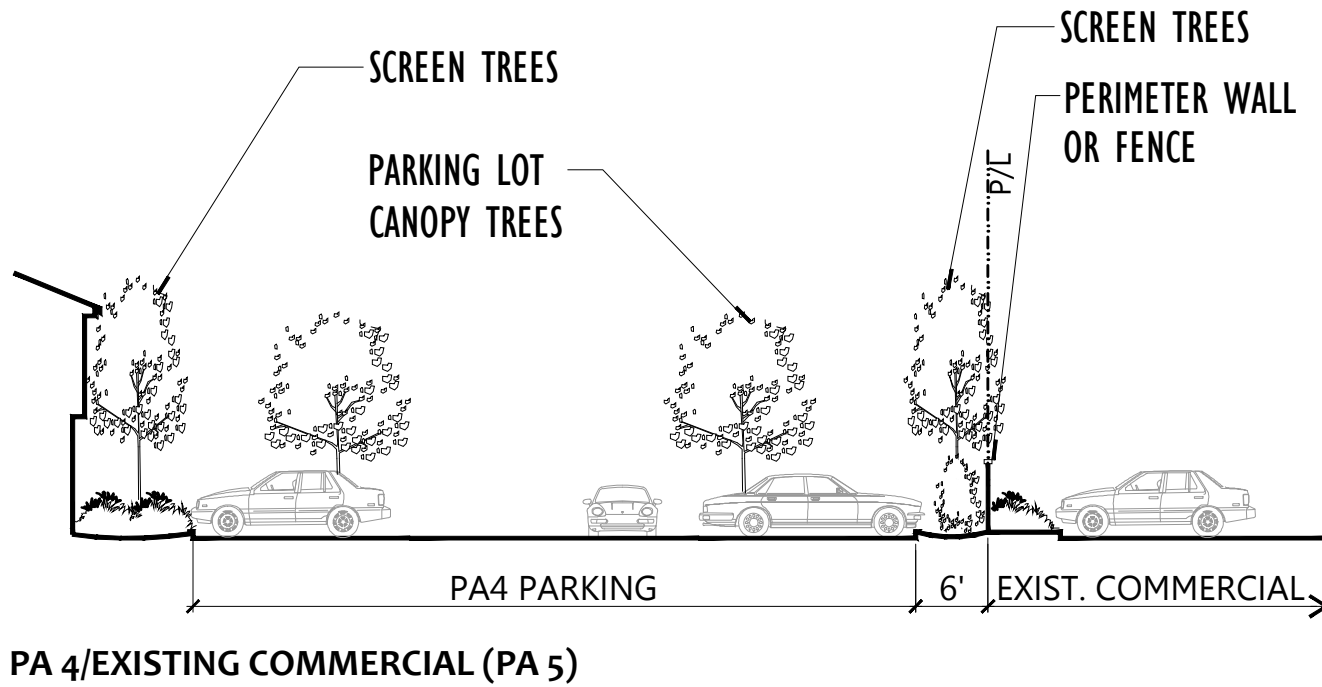 SCREEN TREES
SCREEN TREES
PERIMETER WALL
OR FENCE
PARKING LOT
CANOPY TREES
P/L
PA4 PARKING
6'
EXIST. COMMERCIAL
PA 4/EXISTING COMMERCIAL (PA 5)